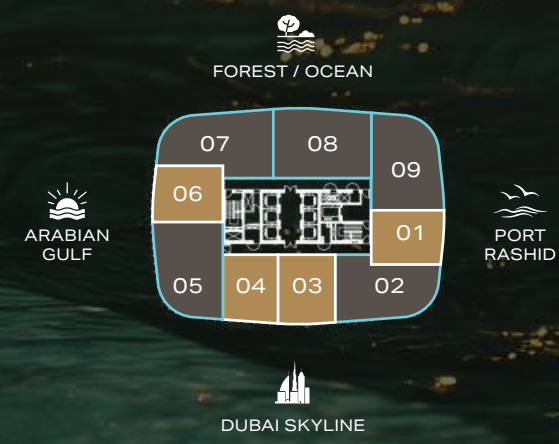 FOREST / OCEAN
07
08
09
06
01
ARABIAN
GULF
PORT
RASHID
05
04
03
02
DUBAI SKYLINE